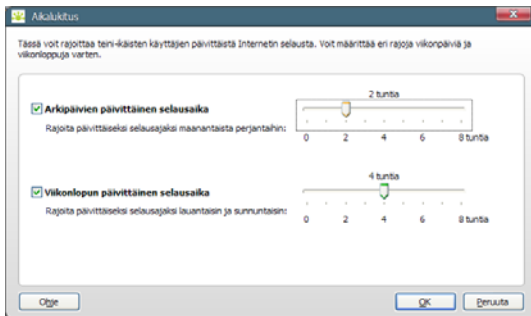 Aikalukitus
Tässä voit rajoittaa teini-ikäisten käyttäjien päivittäistä Internetin selausta. Voit määrittää eri rajoja viikonpäiviä ja
viikonloppuja varten.
2 tuntia
Arkipäivien päivittäinen selausaika
Rajoita päivittäiseksi selausajaksi maanantaista perjantaihin:
0 2 4 6 8 tuntia
4 tuntia
Viikonlopun päivittäinen selausaika
Rajoita päivittäiseksi selausajaksi lauantaisin ja sunnuntaisin:
0 2 4 6 8 tuntia
Ohje OK Peruuta